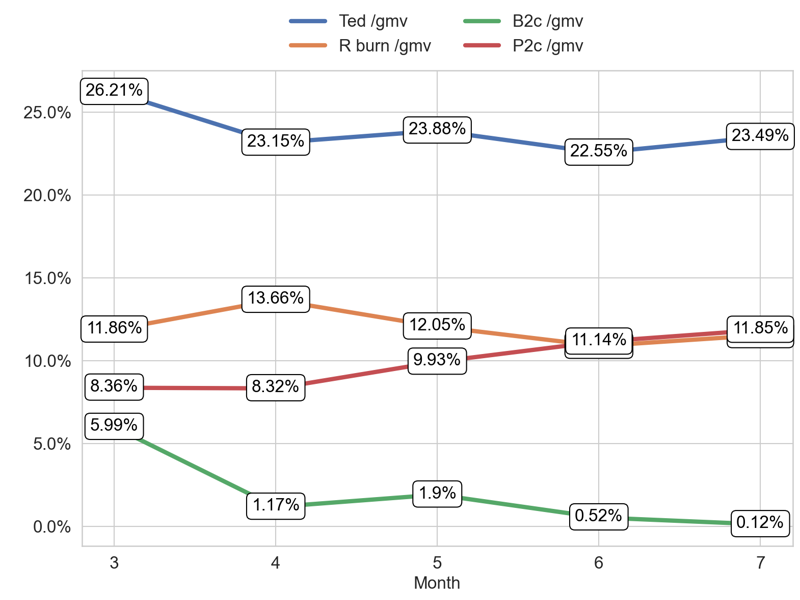 Ted /gmv B2c /gmv
R burn /gmv P2c /gmv
26.21%
25.0%
23.15% 23.88% 22.55% 23.49%
20.0%
15.0%
11.86% 13.66% 12.05% 11.14% 11.85%
10.0%
8.36% 8.32% 9.93%
5.99%
5.0%
1.17% 1.9% 0.52% 0.12%
0.0%
3 4 5 6 7
Month